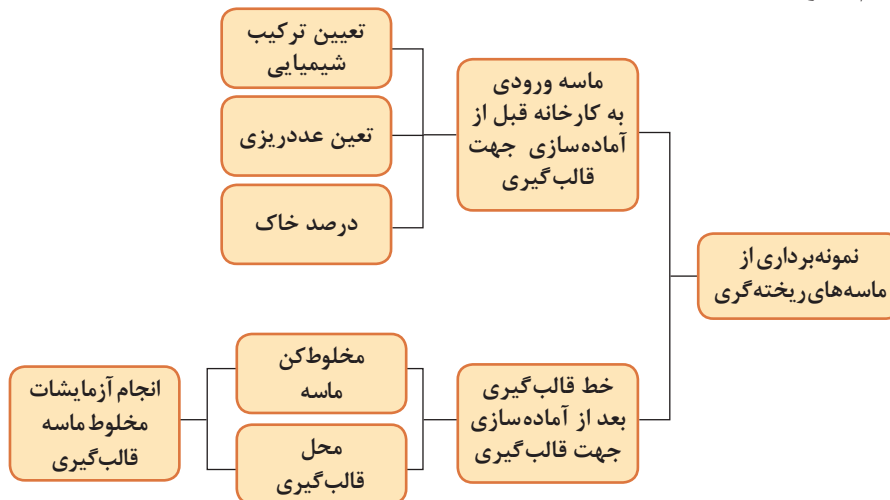 نمونه‌برداری از
ماسه‌های ریخته‌گری
ماسه ورودی
به کارخانه قبل از
آماده‌سازی جهت
قالب‌گیری
تعیین ترکیب
شیمیایی
تعین عددریزی
درصد خاک
خط قالب‌گیری
بعد از آماده‌سازی
جهت قالب‌گیری
مخلوط‌کن
ماسه
محل
قالب‌گیری
انجام آزمایشات
مخلوط ماسه
قالب‌گیری